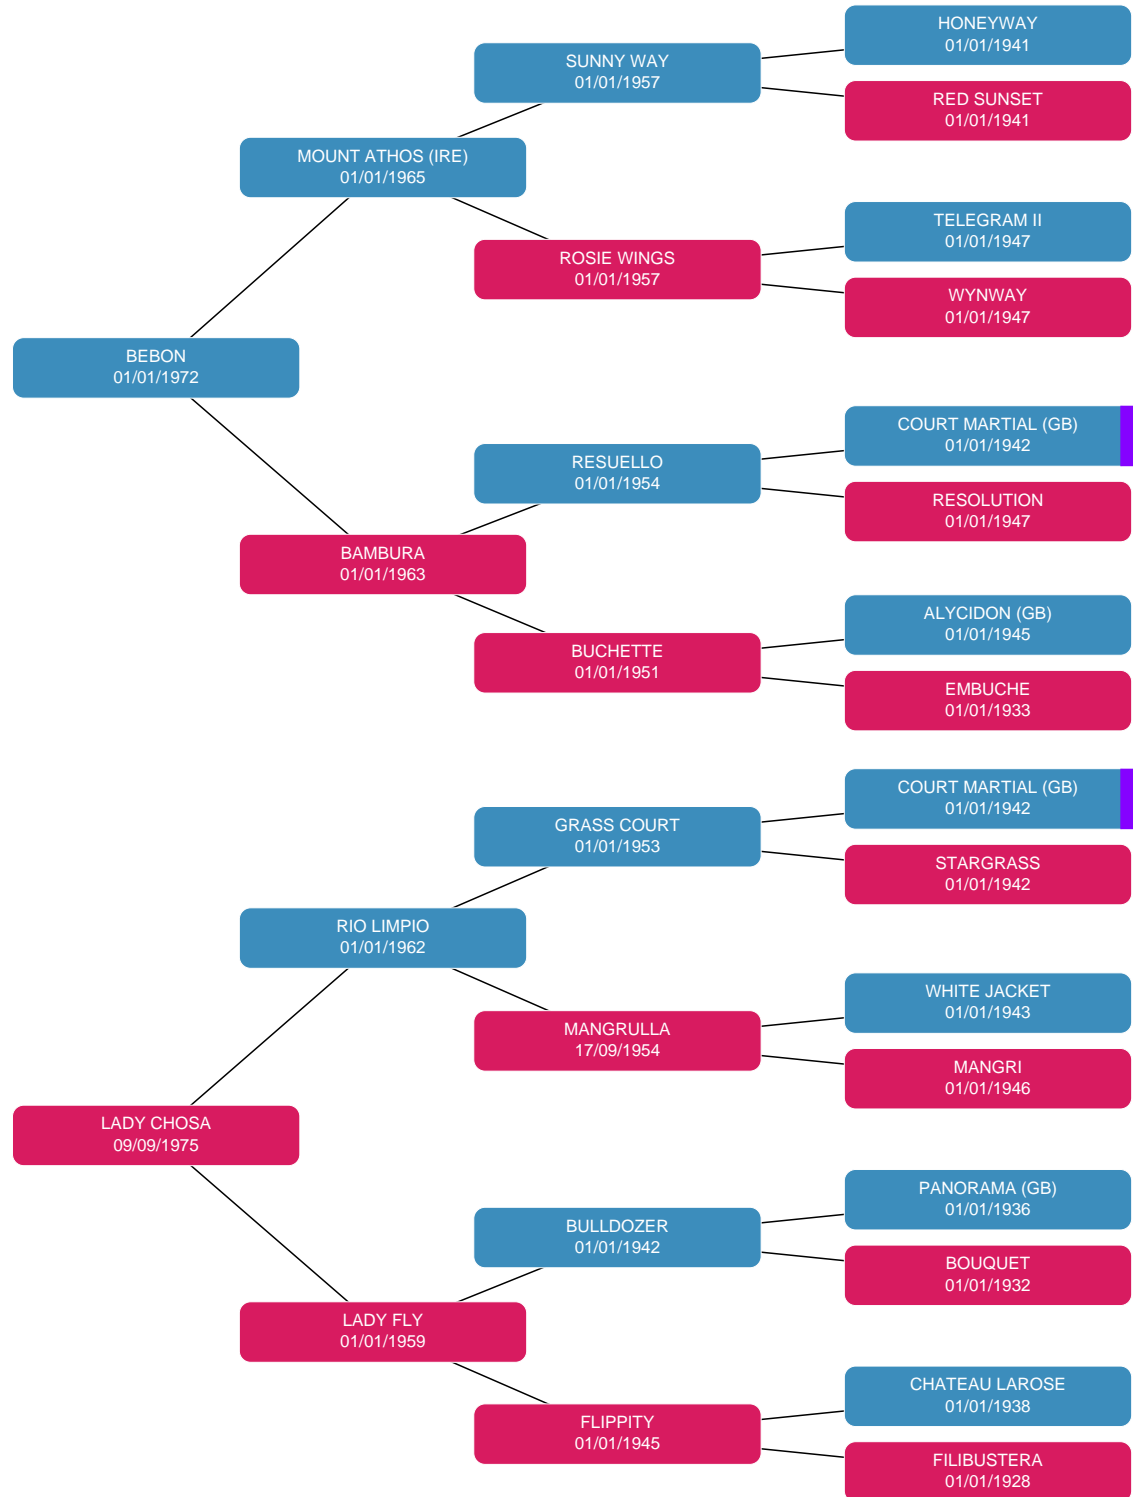 HONEYWAY
01/01/1941
SUNNY WAY
01/01/1957
RED SUNSET
01/01/1941
MOUNT ATHOS (IRE)
01/01/1965
TELEGRAM II
01/01/1947
ROSIE WINGS
01/01/1957
WYNWAY
01/01/1947
BEBON
01/01/1972
COURT MARTIAL (GB)
01/01/1942
RESUELLO
01/01/1954
RESOLUTION
01/01/1947
BAMBURA
01/01/1963
ALYCIDON (GB)
01/01/1945
BUCHETTE
01/01/1951
EMBUCHE
01/01/1933
COURT MARTIAL (GB)
01/01/1942
GRASS COURT
01/01/1953
STARGRASS
01/01/1942
RIO LIMPIO
01/01/1962
WHITE JACKET
01/01/1943
MANGRULLA
17/09/1954
MANGRI
01/01/1946
LADY CHOSA
09/09/1975
PANORAMA (GB)
01/01/1936
BULLDOZER
01/01/1942
BOUQUET
01/01/1932
LADY FLY
01/01/1959
CHATEAU LAROSE
01/01/1938
FLIPPITY
01/01/1945
FILIBUSTERA
01/01/1928